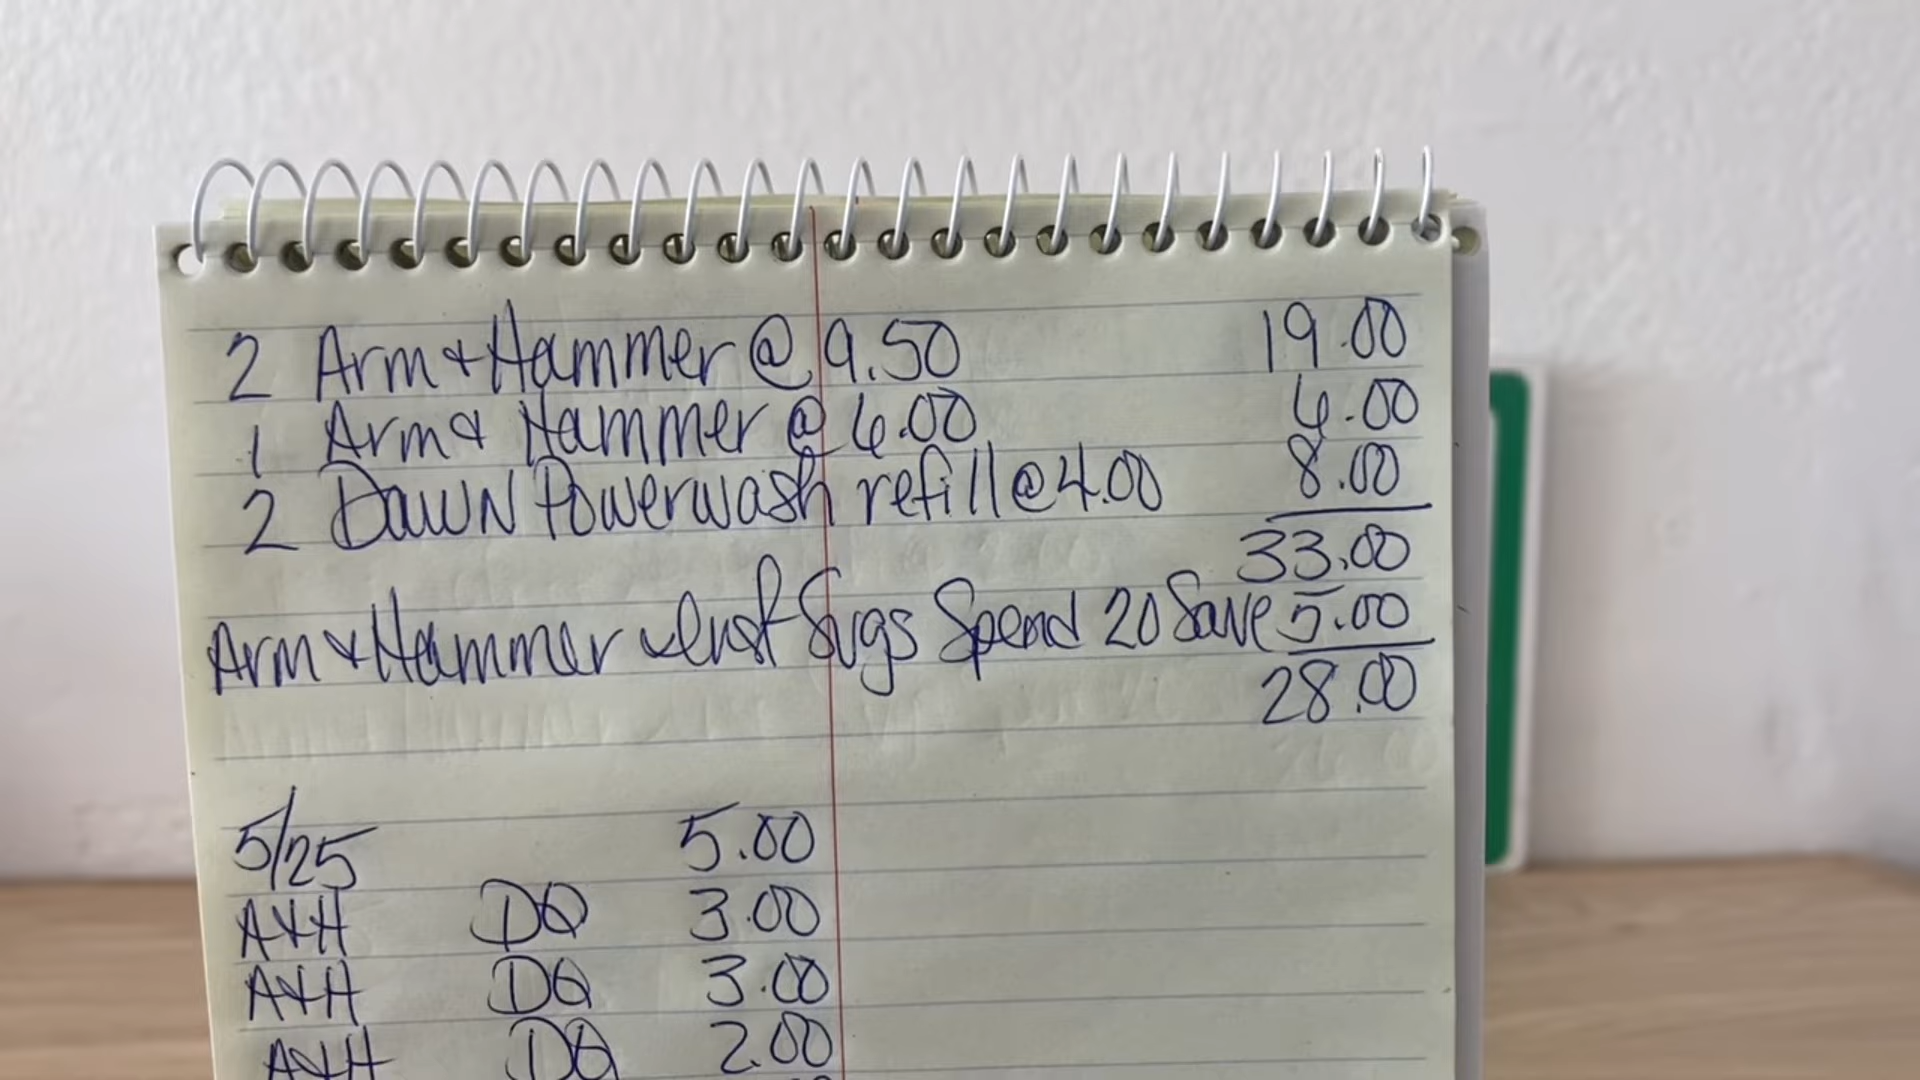 2 Arm & Hammer @ 9.50 19.00
1 Arm & Hammer @ 6.00 6.00
2 Dawn Powerwash refill @ 4.00 8.00
33.00
Arm & Hammer Inst Svgs Spend 20 Save 5.00
28.00
5/25 5.00
A&H DQ 3.00
A&H DQ 3.00
A&H DQ 2.00